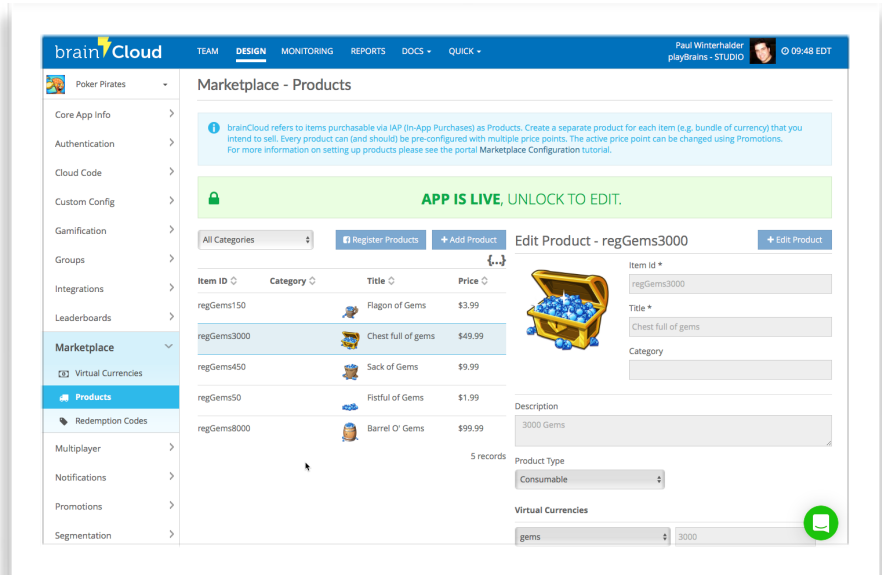 brainCloud
TEAM DESIGN MONITORING REPORTS DOCS QUICK
Paul Winterhalder
playBrains - STUDIO
09:48 EDT
Poker Pirates
Core App Info
Authentication
Cloud Code
Custom Config
Gamification
Groups
Integrations
Leaderboards
Marketplace
Virtual Currencies
Products
Redemption Codes
Multiplayer
Notifications
Promotions
Segmentation
Marketplace - Products
brainCloud refers to items purchasable via IAP (In-App Purchases) as Products. Create a separate product for each item (e.g. bundle of currency) that you
intend to sell. Every product can (and should) be pre-configured with multiple price points. The active price point can be changed using Promotions.
For more information on setting up products please see the portal Marketplace Configuration tutorial.
APP IS LIVE, UNLOCK TO EDIT.
All Categories
Register Products
+ Add Product
{...}
Item ID Category Title Price
regGems150 Flagon of Gems $3.99
regGems3000 Chest full of gems $49.99
regGems450 Sack of Gems $9.99
regGems50 Fistful of Gems $1.99
regGems8000 Barrel O' Gems $99.99
5 records
Edit Product - regGems3000
+ Edit Product
Item Id *
regGems3000
Title *
Chest full of gems
Category
Description
3000 Gems
Product Type
Consumable
Virtual Currencies
gems 3000